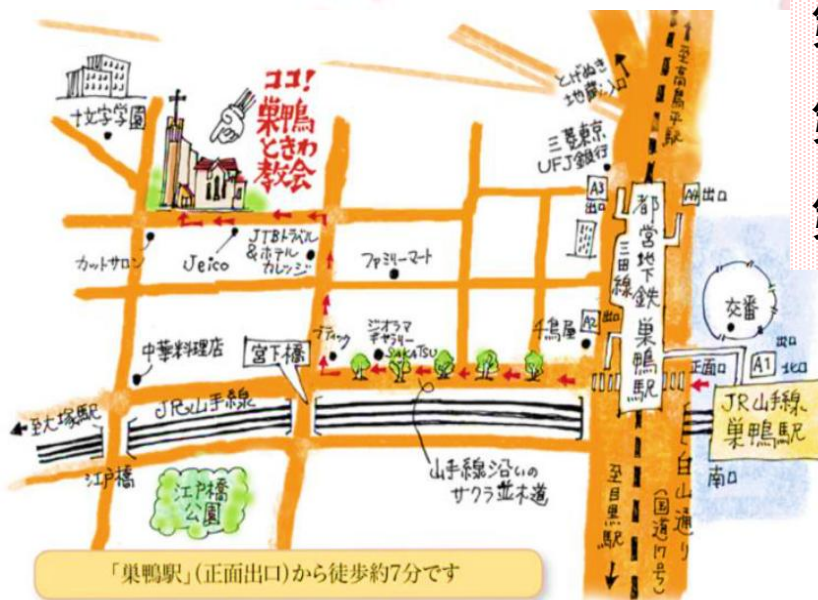 至高島平駅
とげぬき
地蔵
三菱東京
UFJ銀行
十文字学園
ココ!
巣鴨
ときわ
教会
A3
出口
A4出口
都営地下鉄
三田線
巣鴨駅
カットサロン
Jeico
JTBトラベル
&ホテル
カレッジ
ファミリーマート
交番
ブティック
ジオラマ
ギャラリー
SAKATSU
千鳥屋
A2
出口
出口
中華料理店
宮下橋
正面口
A1
北口
JR山手線
巣鴨駅
至大塚駅
JR山手線
江戸橋
江戸橋
公園
山手線沿いの
サクラ並木道
至目黒駅
白山通り
(国道17号)
南口
「巣鴨駅」(正面出口)から徒歩約7分です